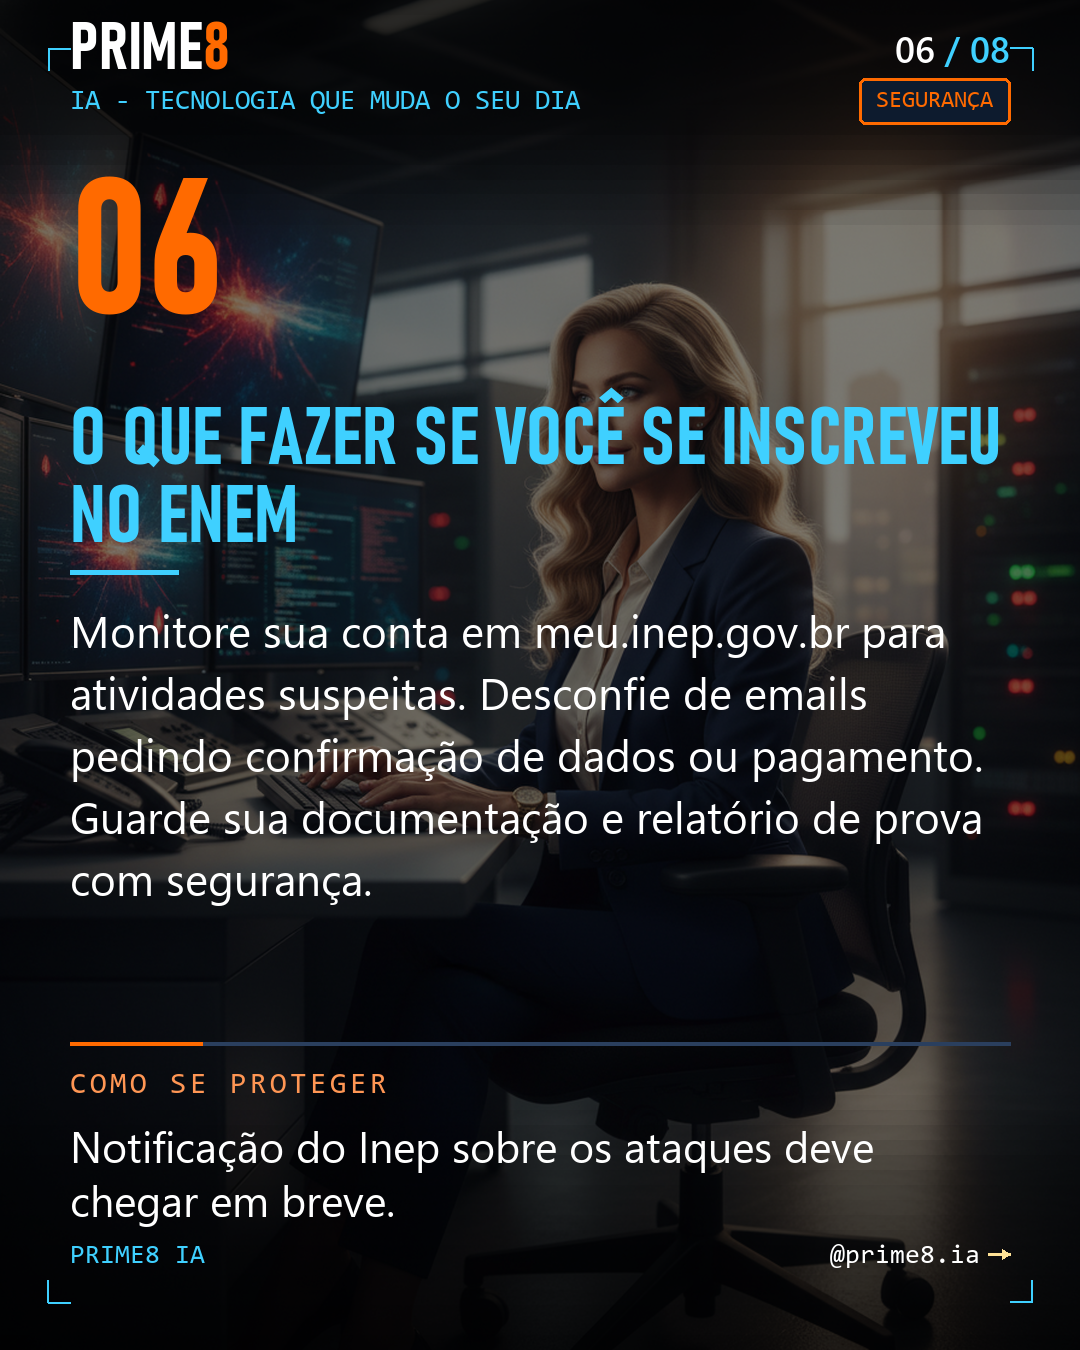 PRIME8
06 / 08
IA - TECNOLOGIA QUE MUDA O SEU DIA
SEGURANÇA
06
O QUE FAZER SE VOCÊ SE INSCREVEU
NO ENEM
Monitore sua conta em meu.inep.gov.br para
atividades suspeitas. Desconfie de emails
pedindo confirmação de dados ou pagamento.
Guarde sua documentação e relatório de prova
com segurança.
COMO SE PROTEGER
Notificação do Inep sobre os ataques deve
chegar em breve.
PRIME8 IA
@prime8.ia